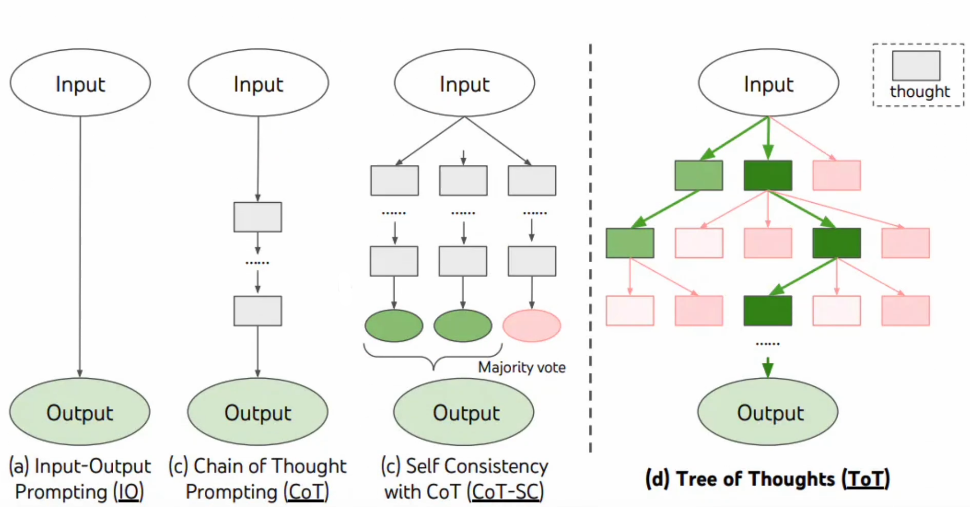 Input
Input
Input
Input
thought
......
......
......
......
......
Majority vote
Output
Output
Output
Output
(a) Input-Output
Prompting (IO)
(c) Chain of Thought
Prompting (CoT)
(c) Self Consistency
with CoT (CoT-SC)
(d) Tree of Thoughts (ToT)